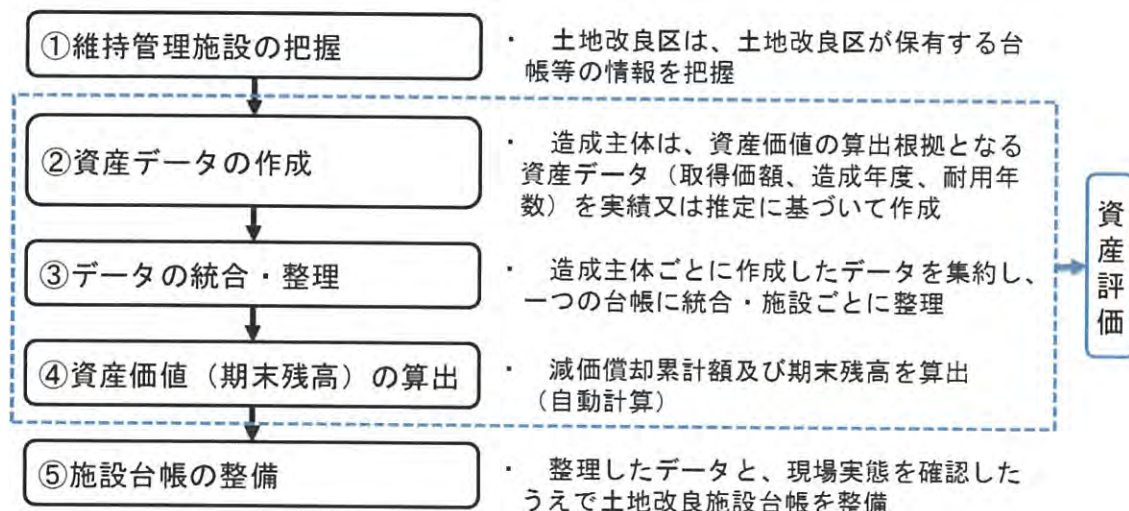 ①維持管理施設の把握
・ 土地改良区は、土地改良区が保有する台
帳等の情報を把握
②資産データの作成
・ 造成主体は、資産価値の算出根拠となる
資産データ(取得価額、造成年度、耐用年
数)を実績又は推定に基づいて作成
③データの統合・整理
・ 造成主体ごとに作成したデータを集約し、
一つの台帳に統合・施設ごとに整理
④資産価値(期末残高)の算出
・ 減価償却累計額及び期末残高を算出
(自動計算)
資産評価
⑤施設台帳の整備
・ 整理したデータと、現場実態を確認した
うえで土地改良施設台帳を整備